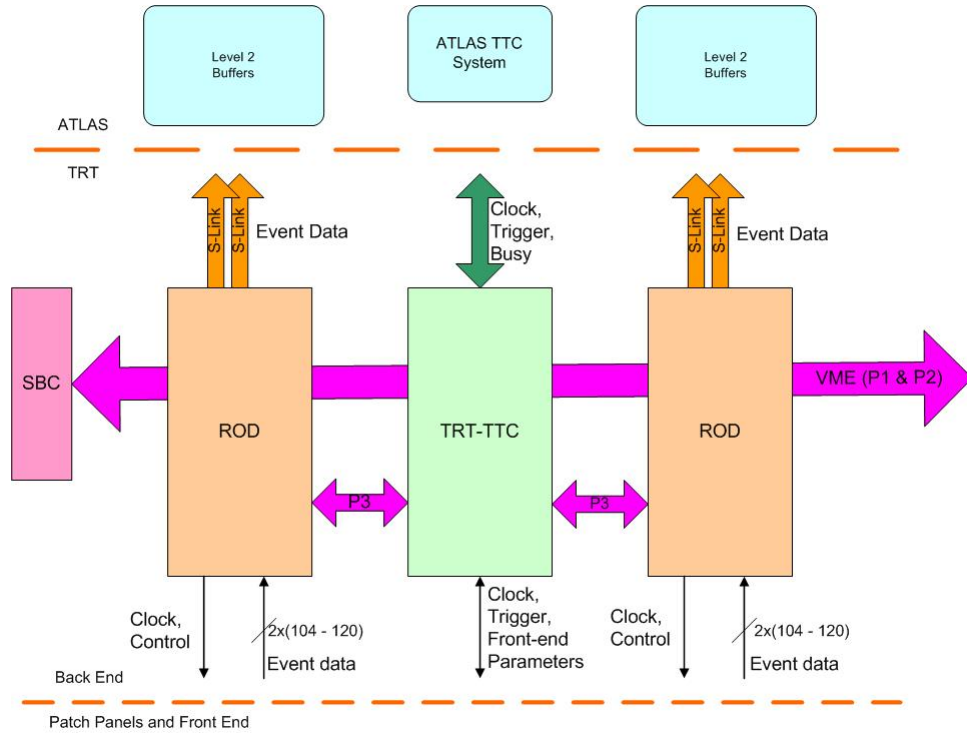 Level 2
Buffers
ATLAS TTC
System
Level 2
Buffers
ATLAS
TRT
S-Link
S-Link
Event Data
Clock,
Trigger,
Busy
S-Link
S-Link
Event Data
SBC
ROD
TRT-TTC
ROD
VME (P1 & P2)
P3
P3
Clock,
Control
2x(104 - 120)
Event data
Clock,
Trigger,
Front-end
Parameters
Clock,
Control
2x(104 - 120)
Event data
Back End
Patch Panels and Front End